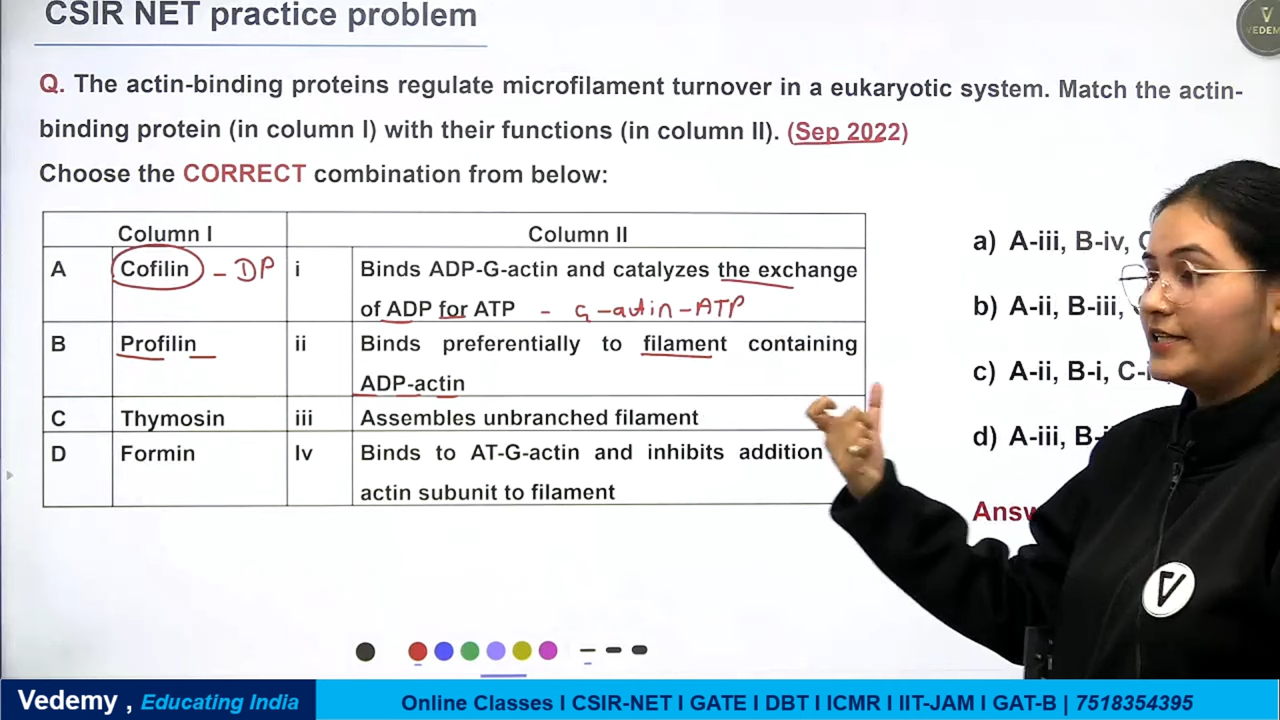 CSIR NET practice problem
VEDEM
Q. The actin-binding proteins regulate microfilament turnover in a eukaryotic system. Match the actin-
binding protein (in column I) with their functions (in column II). (Sep 2022)
Choose the CORRECT combination from below:
Column I Column II
A Cofilin - DP i Binds ADP-G-actin and catalyzes the exchange
of ADP for ATP - G-actin-ATP
B Profilin ii Binds preferentially to filament containing
ADP-actin
C Thymosin iii Assembles unbranched filament
D Formin Iv Binds to AT-G-actin and inhibits addition
actin subunit to filament
a) A-iii, B-iv,
b) A-ii, B-iii,
c) A-ii, B-i, C-i
d) A-iii, B-i
Answ
Vedemy , Educating India
Online Classes I CSIR-NET I GATE I DBT I ICMR I IIT-JAM I GAT-B | 7518354395